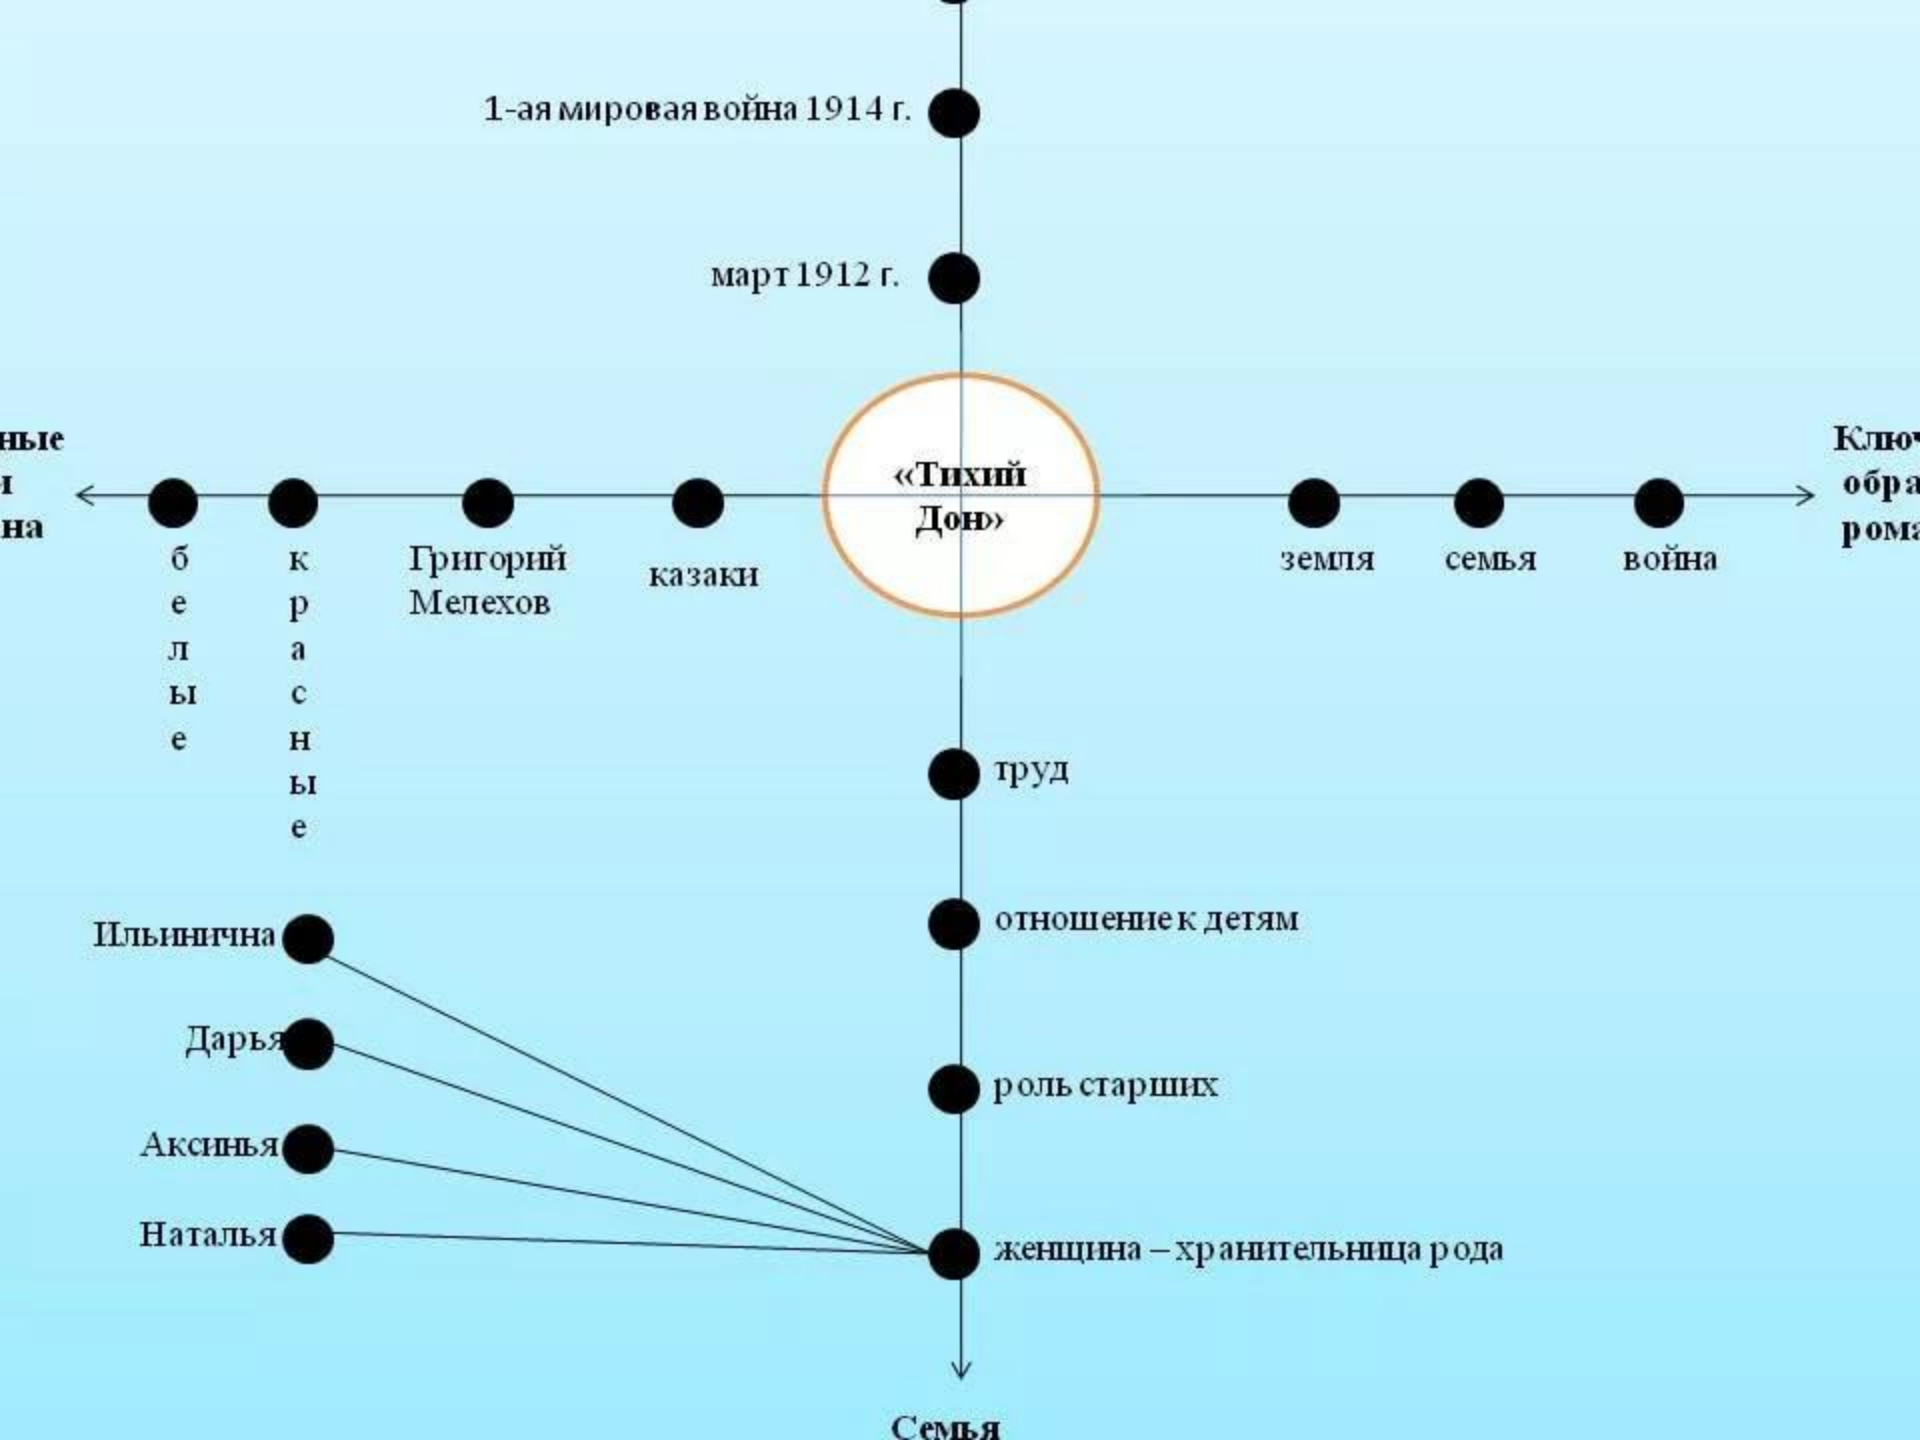 1-ая мировая война 1914 г.
март 1912 г.
«Тихий
Дон»
земля
семья
война
казаки
Григорий
Мелехов
красные
белые
труд
отношение к детям
роль старших
женщина – хранительница рода
Ильинична
Дарья
Аксинья
Наталья
Семья